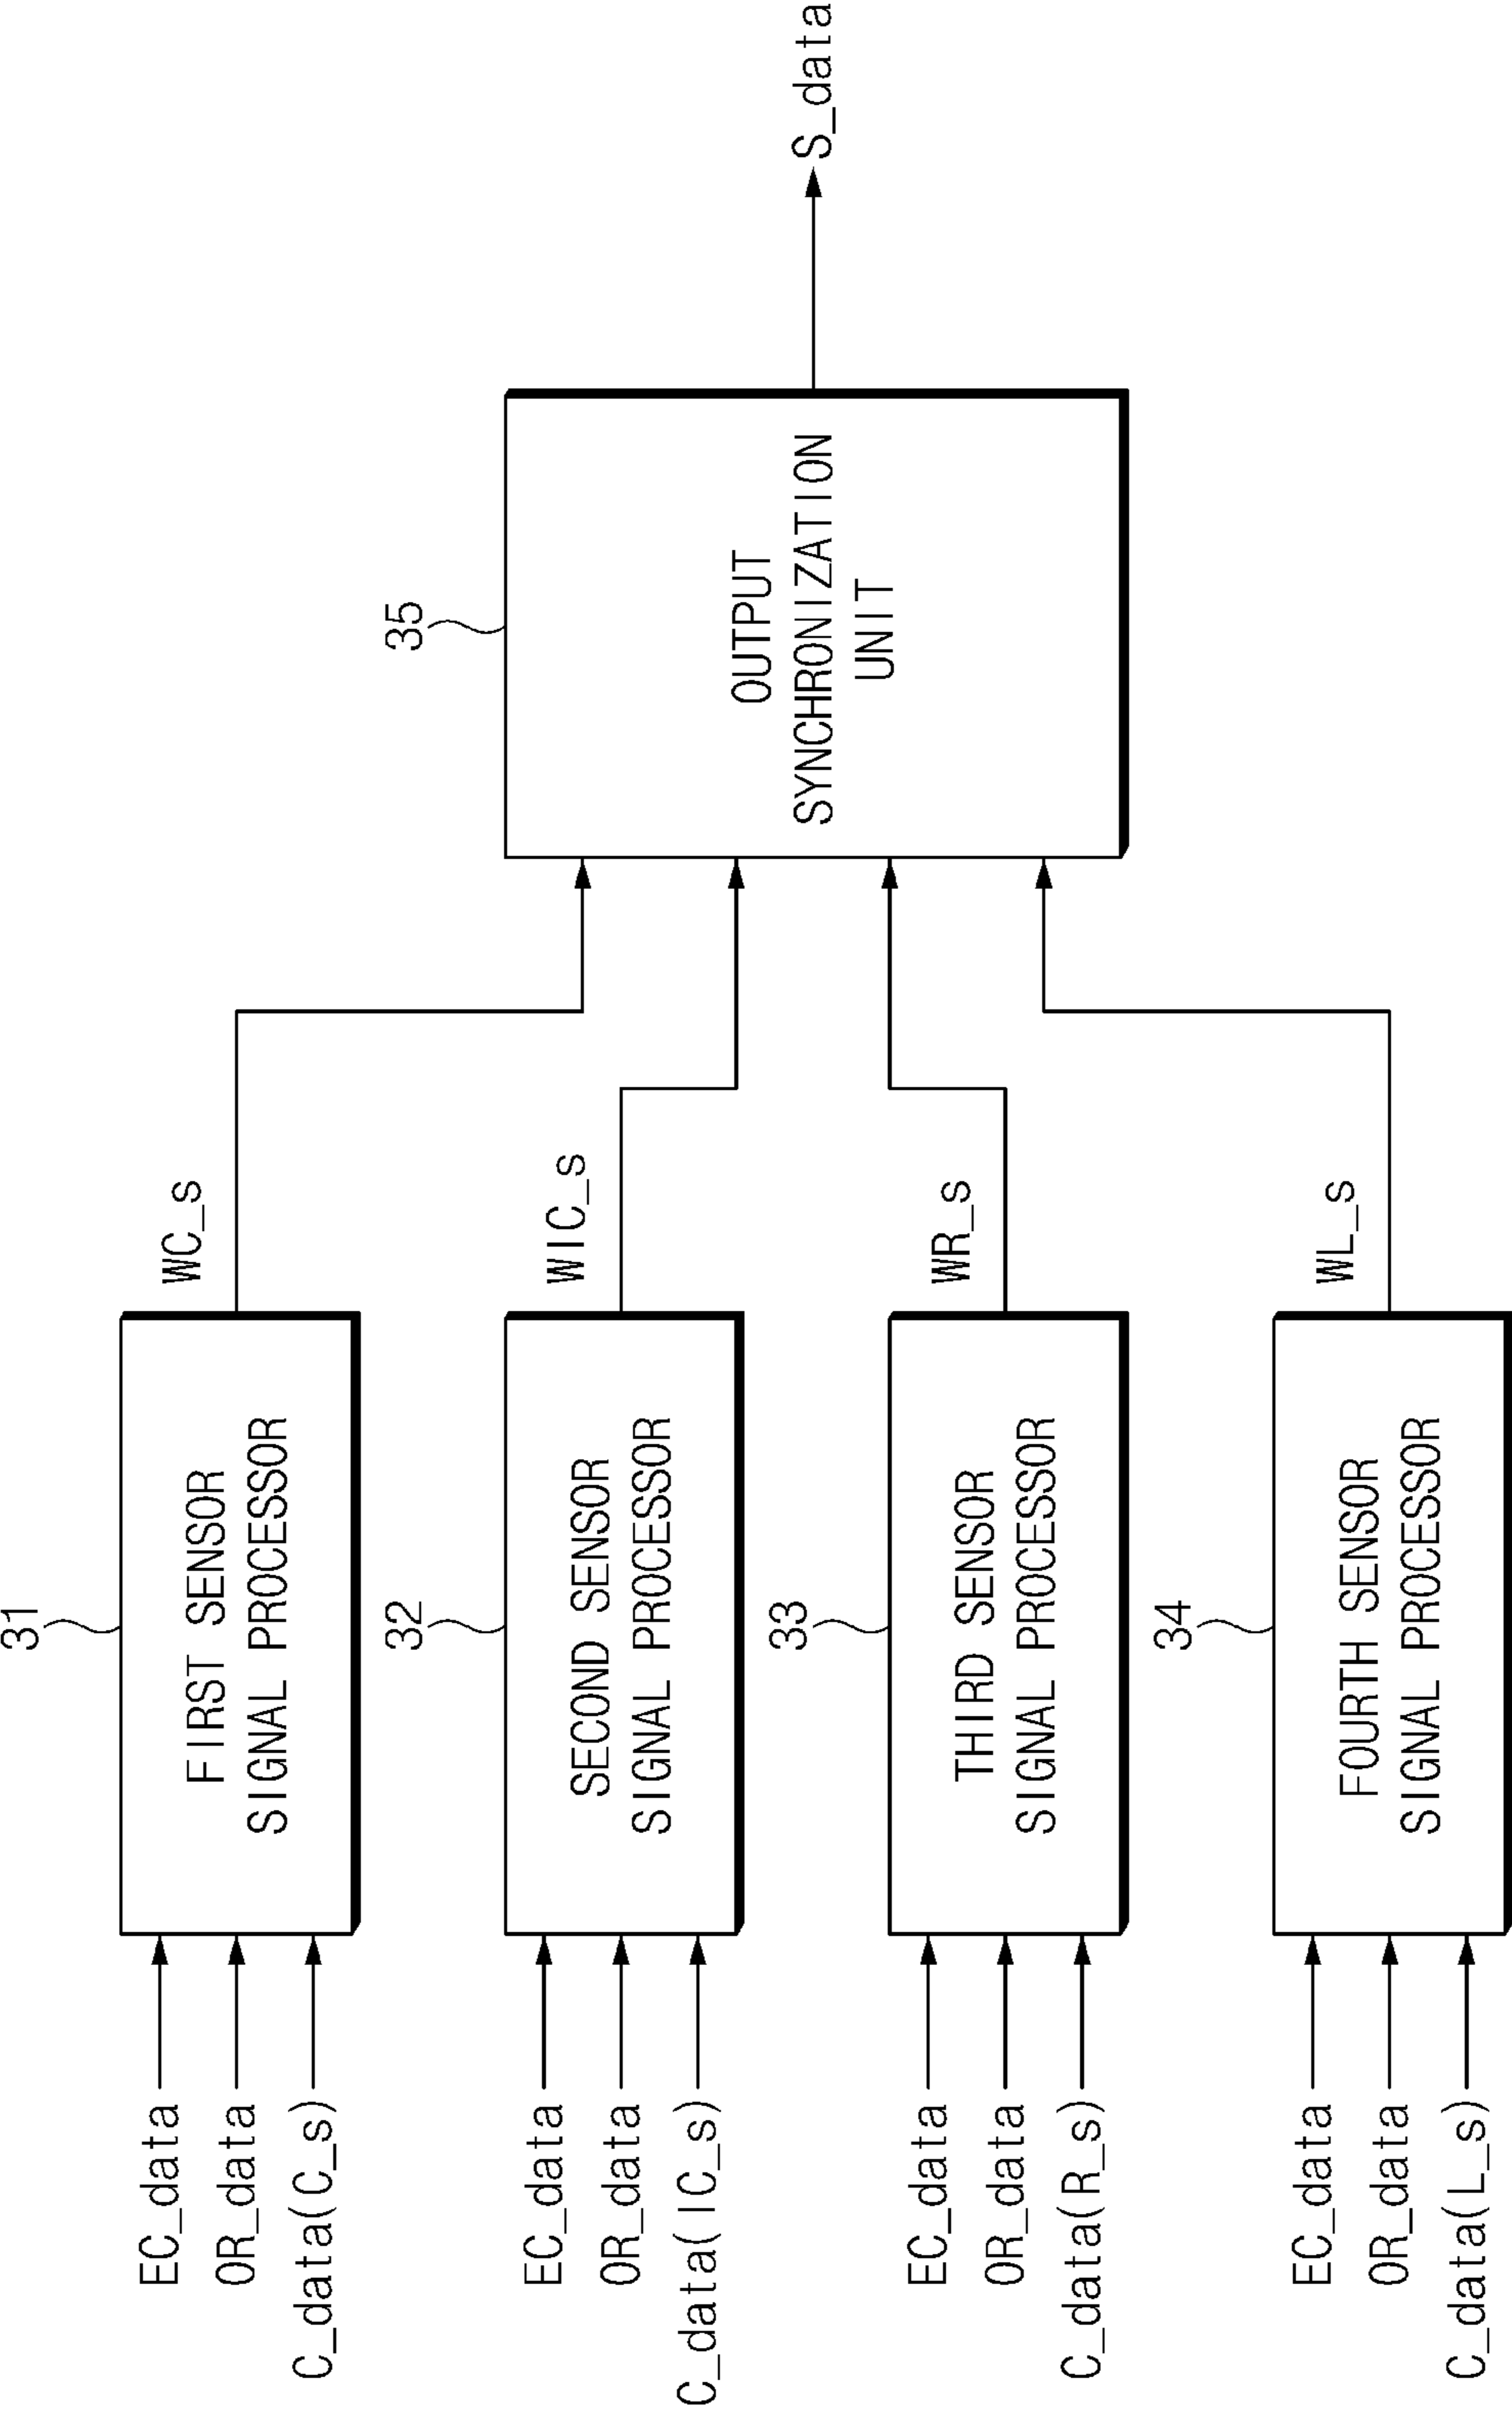 31
EC_data
OR_data
C_data(C_s)
FIRST SENSOR
SIGNAL PROCESSOR
WC_s
32
EC_data
OR_data
C_data(IC_s)
SECOND SENSOR
SIGNAL PROCESSOR
WIC_s
33
EC_data
OR_data
C_data(R_s)
THIRD SENSOR
SIGNAL PROCESSOR
WR_s
34
EC_data
OR_data
C_data(L_s)
FOURTH SENSOR
SIGNAL PROCESSOR
WL_s
35
OUTPUT
SYNCHRONIZATION
UNIT
S_data